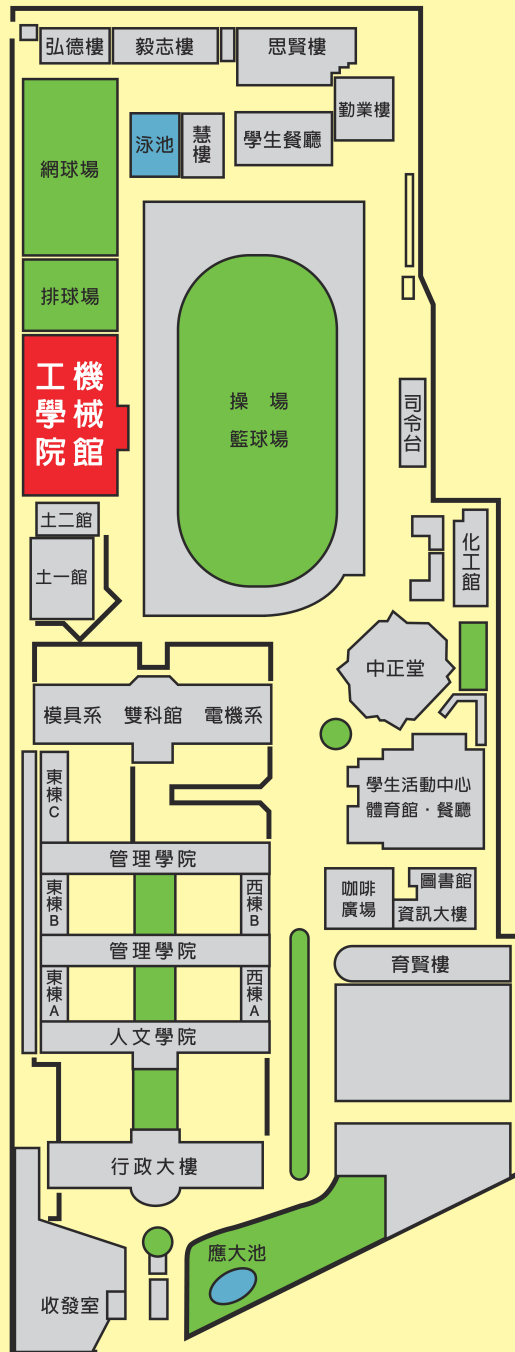 弘德樓
毅志樓
思賢樓
勤業樓
泳池
慧樓
學生餐廳
網球場
排球場
工學院
機械館
操場
籃球場
司令台
土二館
土一館
化工館
中正堂
模具系 雙科館 電機系
學生活動中心
體育館．餐廳
東棟C
管理學院
東棟B
西棟B
咖啡
廣場
圖書館
資訊大樓
管理學院
育賢樓
東棟A
西棟A
人文學院
行政大樓
應大池
收發室